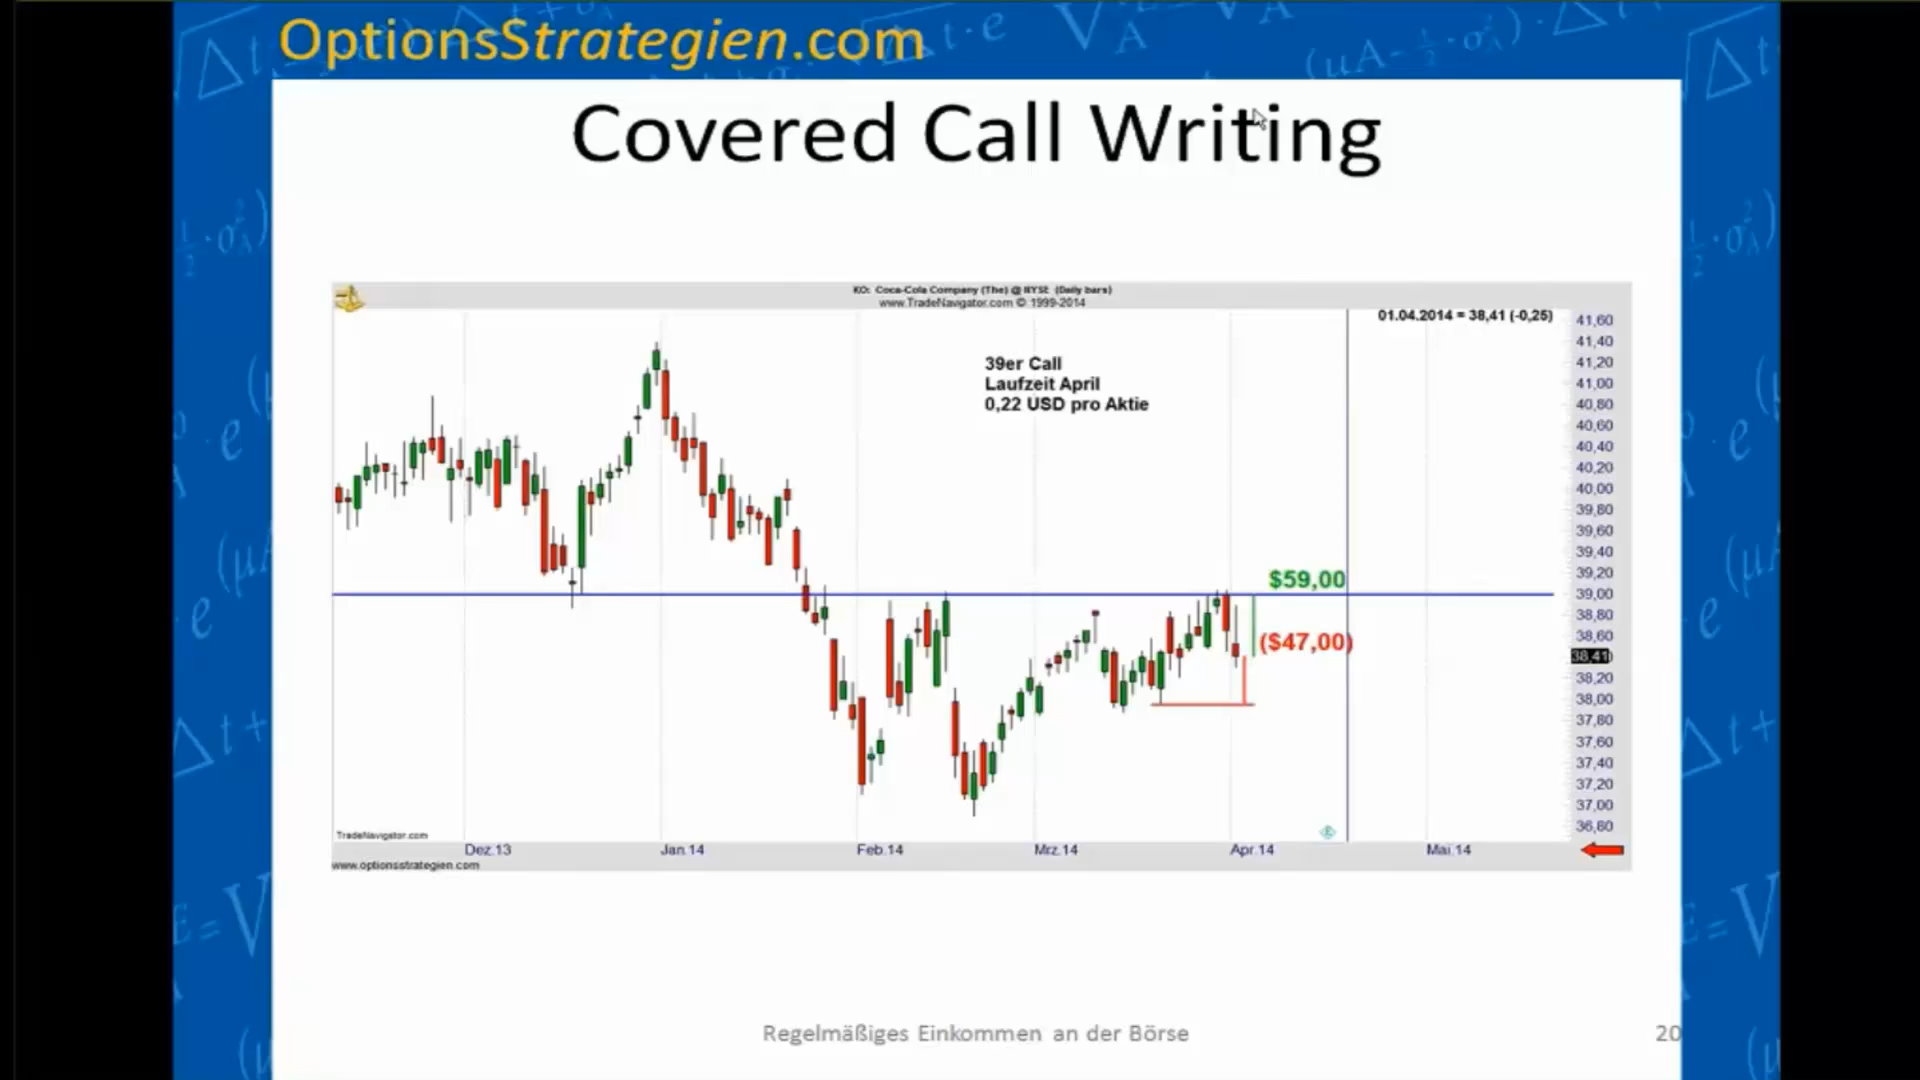 OptionsStrategien.com
Covered Call Writing
KO: Coca-Cola Company (The) @ NYSE (Daily bars)
www.TradeNavigator.com © 1999-2014
01.04.2014 = 38,41 (-0,25)
39er Call
Laufzeit April
0,22 USD pro Aktie
41,60
41,40
41,20
41,00
40,80
40,60
40,40
40,20
40,00
39,80
39,60
39,40
39,20
39,00
38,80
38,60
38,41
38,20
38,00
37,80
37,60
37,40
37,20
37,00
36,80
$59,00
($47,00)
E
TradeNavigator.com
Dez.13 Jan.14 Feb.14 Mrz.14 Apr.14 Mai.14
www.optionsstrategien.com
Regelmäßiges Einkommen an der Börse
20